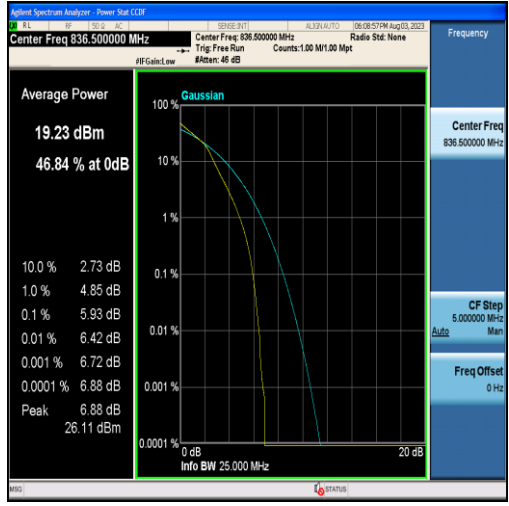 Agilent Spectrum Analyzer - Power Stat CCDF
RL RF 50 Ω AC SENSE:INT ALIGN AUTO 06:08:57 PM Aug 03, 2023
Center Freq 836.500000 MHz
Center Freq: 836.500000 MHz Radio Std: None
Trig: Free Run Counts:1.00 M/1.00 Mpt
#IFGain:Low #Atten: 46 dB
Frequency
Average Power
19.23 dBm
46.84 % at 0dB
10.0 % 2.73 dB
1.0 % 4.85 dB
0.1 % 5.93 dB
0.01 % 6.42 dB
0.001 % 6.72 dB
0.0001 % 6.88 dB
Peak 6.88 dB
26.11 dBm
Gaussian
100 %
10 %
1 %
0.1 %
0.01 %
0.001 %
0.0001 %
0 dB 20 dB
Info BW 25.000 MHz
Center Freq
836.500000 MHz
CF Step
5.000000 MHz
Auto Man
Freq Offset
0 Hz
MSG STATUS